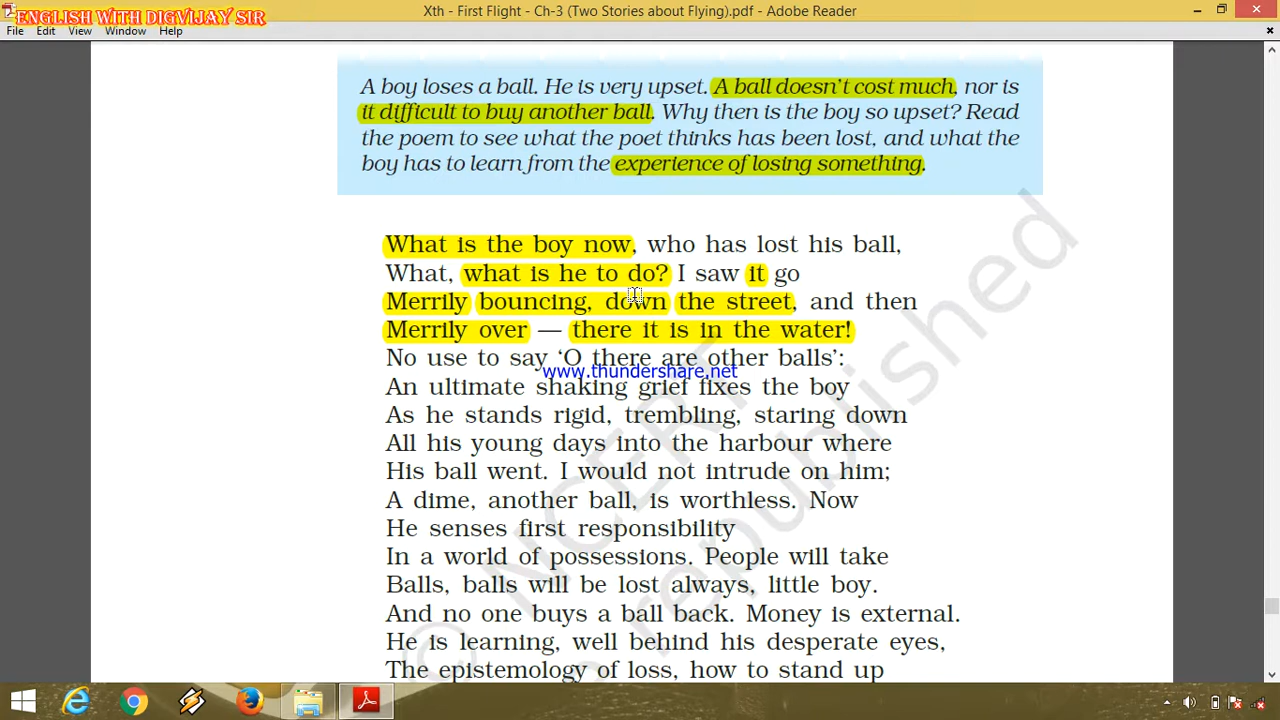 ENGLISH WITH DIGVIJAY SIR
Xth - First Flight - Ch-3 (Two Stories about Flying).pdf - Adobe Reader
File Edit View Window Help
A boy loses a ball. He is very upset. A ball doesn't cost much, nor is
it difficult to buy another ball. Why then is the boy so upset? Read
the poem to see what the poet thinks has been lost, and what the
boy has to learn from the experience of losing something.
What is the boy now, who has lost his ball,
What, what is he to do? I saw it go
Merrily bouncing, down the street, and then
Merrily over — there it is in the water!
No use to say ‘O there are other balls’:
www.thundershare.net
An ultimate shaking grief fixes the boy
As he stands rigid, trembling, staring down
All his young days into the harbour where
His ball went. I would not intrude on him;
A dime, another ball, is worthless. Now
He senses first responsibility
In a world of possessions. People will take
Balls, balls will be lost always, little boy.
And no one buys a ball back. Money is external.
He is learning, well behind his desperate eyes,
The epistemology of loss, how to stand up
© NCERT
republished